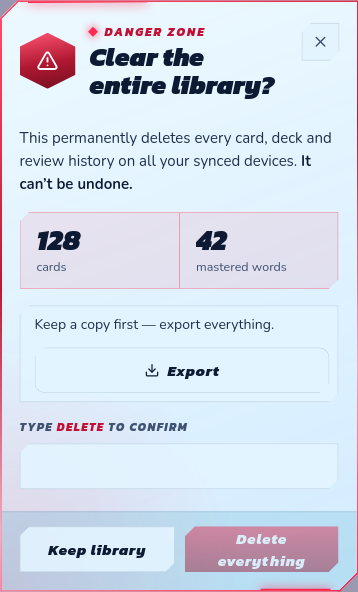 DANGER ZONE
Clear the
entire library?
This permanently deletes every card, deck and
review history on all your synced devices. It
can’t be undone.
128
cards
42
mastered words
Keep a copy first — export everything.
Export
TYPE DELETE TO CONFIRM
Keep library
Delete
everything